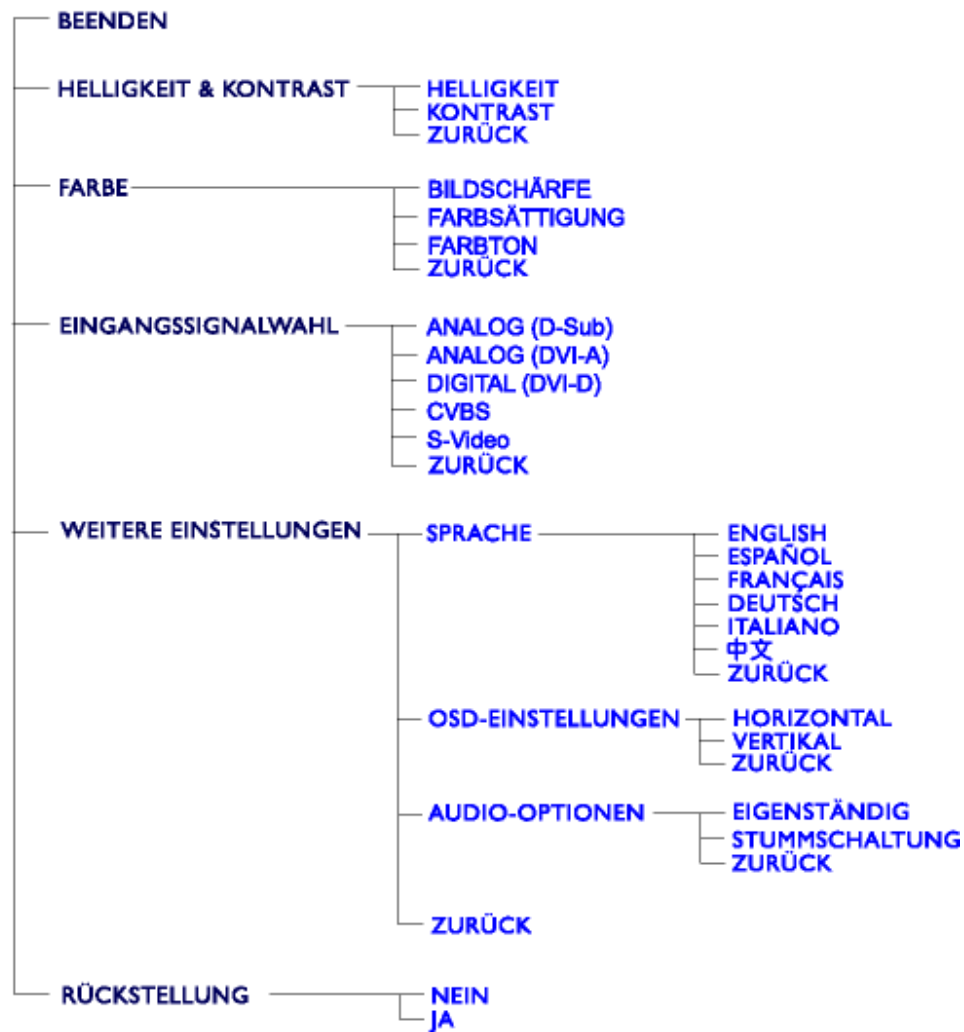 BEENDEN
HELLIGKEIT & KONTRAST
HELLIGKEIT
KONTRAST
ZURÜCK
FARBE
BILDSCHÄRFE
FARBSÄTTIGUNG
FARBTON
ZURÜCK
EINGANGSSIGNALWAHL
ANALOG (D-Sub)
ANALOG (DVI-A)
DIGITAL (DVI-D)
CVBS
S-Video
ZURÜCK
WEITERE EINSTELLUNGEN
SPRACHE
ENGLISH
ESPAÑOL
FRANÇAIS
DEUTSCH
ITALIANO
中文
ZURÜCK
OSD-EINSTELLUNGEN
HORIZONTAL
VERTIKAL
ZURÜCK
AUDIO-OPTIONEN
EIGENSTÄNDIG
STUMMSCHALTUNG
ZURÜCK
ZURÜCK
RÜCKSTELLUNG
NEIN
JA